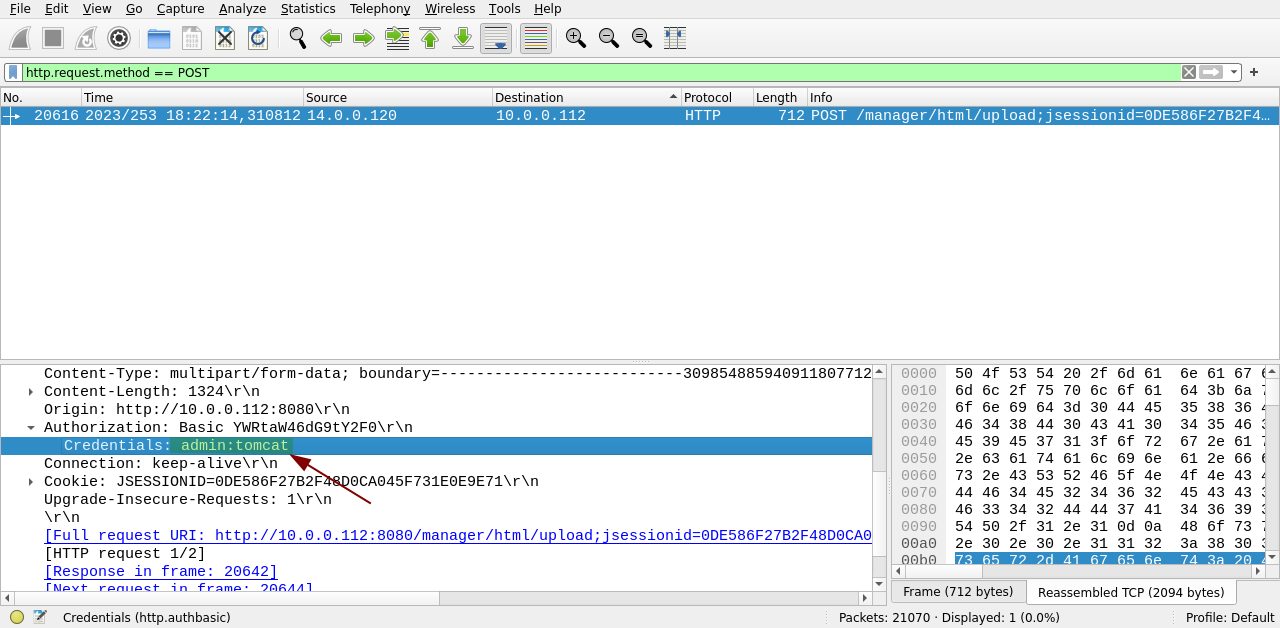 File Edit View Go Capture Analyze Statistics Telephony Wireless Tools Help
http.request.method == POST
No. Time Source Destination Protocol Length Info
20616 2023/253 18:22:14,310812 14.0.0.120 10.0.0.112 HTTP 712 POST /manager/html/upload;jsessionid=0DE586F27B2F4…
Content-Type: multipart/form-data; boundary=---------------------------309854885940911807712
Content-Length: 1324\r\n
Origin: http://10.0.0.112:8080\r\n
Authorization: Basic YWRtaW46dG9tY2F0\r\n
Credentials: admin:tomcat
Connection: keep-alive\r\n
Cookie: JSESSIONID=0DE586F27B2F48D0CA045F731E0E9E71\r\n
Upgrade-Insecure-Requests: 1\r\n
\r\n
[Full request URI: http://10.0.0.112:8080/manager/html/upload;jsessionid=0DE586F27B2F48D0CA0
[HTTP request 1/2]
[Response in frame: 20642]
[Next request in frame: 20644]
0000 50 4f 53 54 20 2f 6d 61 6e 61 67
0010 6d 6c 2f 75 70 6c 6f 61 64 3b 6a
0020 6f 6e 69 64 3d 30 44 45 35 38 36
0030 46 34 38 44 30 43 41 30 34 35 46
0040 45 39 45 37 31 3f 6f 72 67 2e 61
0050 2e 63 61 74 61 6c 69 6e 61 2e 66
0060 73 2e 43 53 52 46 5f 4e 4f 4e 43
0070 44 46 34 45 32 34 36 32 45 43 43
0080 46 33 34 32 44 44 37 41 34 36 39
0090 54 50 2f 31 2e 31 0d 0a 48 6f 73
00a0 2e 30 2e 30 2e 31 31 32 3a 38 30
00b0 73 65 72 2d 41 67 65 6e 74 3a 20
Frame (712 bytes) Reassembled TCP (2094 bytes)
Credentials (http.authbasic) Packets: 21070 · Displayed: 1 (0.0%) Profile: Default